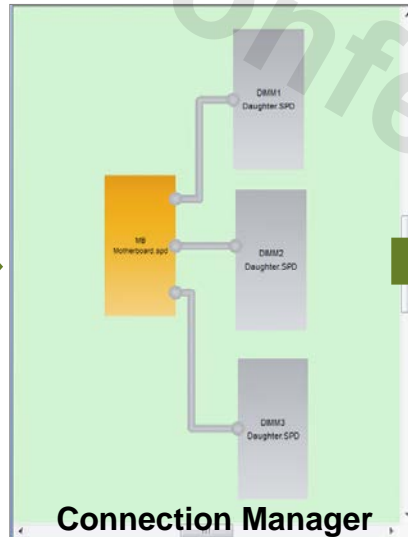 DIMM1
Daughter.SPD
MB
Motherboard.spd
DIMM2
Daughter.SPD
DIMM3
Daughter.SPD
Connection Manager